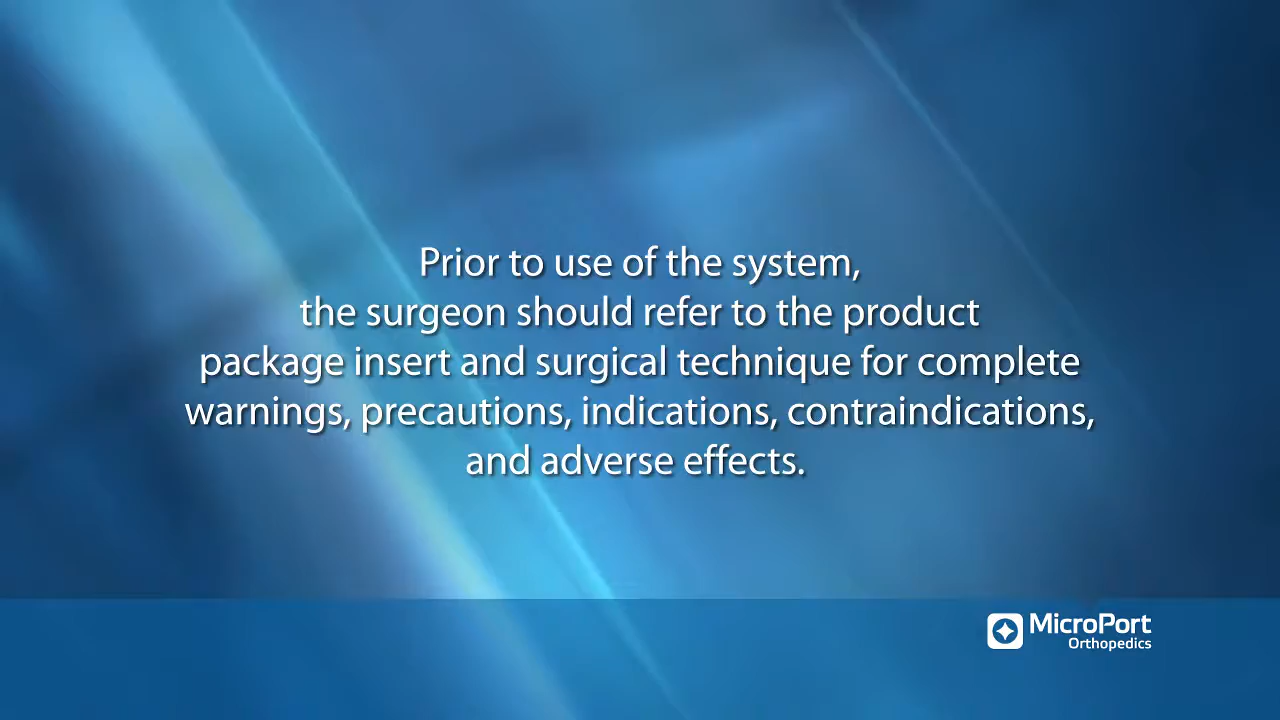 Prior to use of the system,
the surgeon should refer to the product
package insert and surgical technique for complete
warnings, precautions, indications, contraindications,
and adverse effects.
MicroPort
Orthopedics